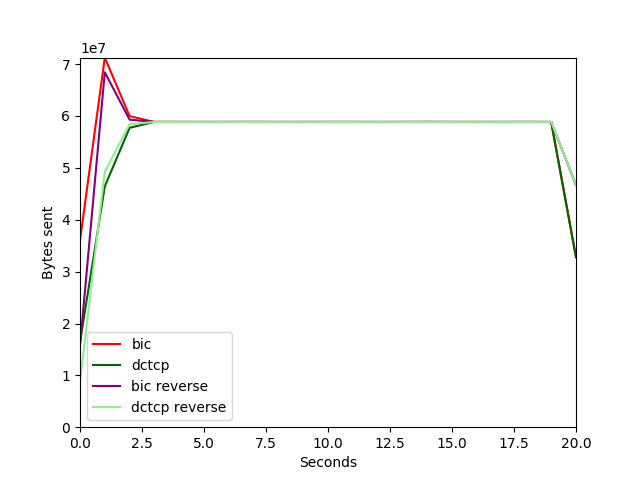 1e7
7
6
5
4
3
2
1
0
Bytes sent
bic
dctcp
bic reverse
dctcp reverse
0.0 2.5 5.0 7.5 10.0 12.5 15.0 17.5 20.0
Seconds